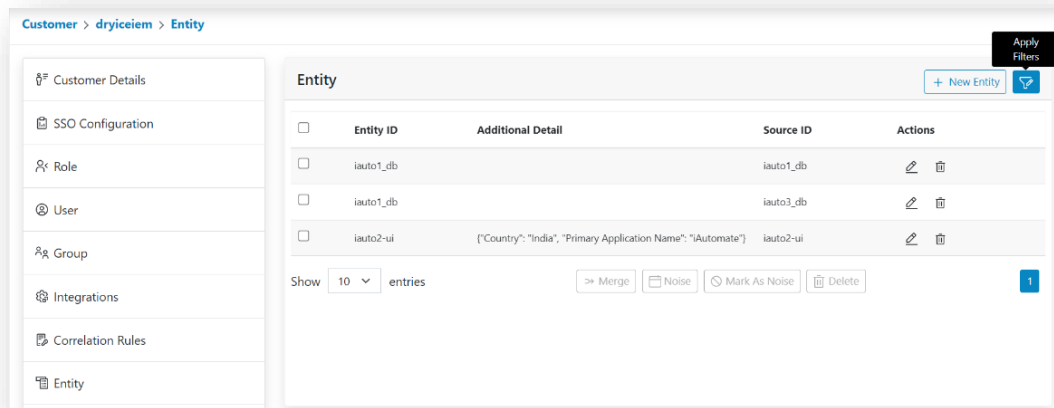 Customer > dryiceiem > Entity
Apply
Filters
Customer Details
SSO Configuration
Role
User
Group
Integrations
Correlation Rules
Entity
Entity
+ New Entity
Entity ID Additional Detail Source ID Actions
iauto1_db iauto1_db
iauto1_db iauto3_db
iauto2-ui {"Country": "India", "Primary Application Name": "iAutomate"} iauto2-ui
Show 10 entries Merge Noise Mark As Noise Delete 1